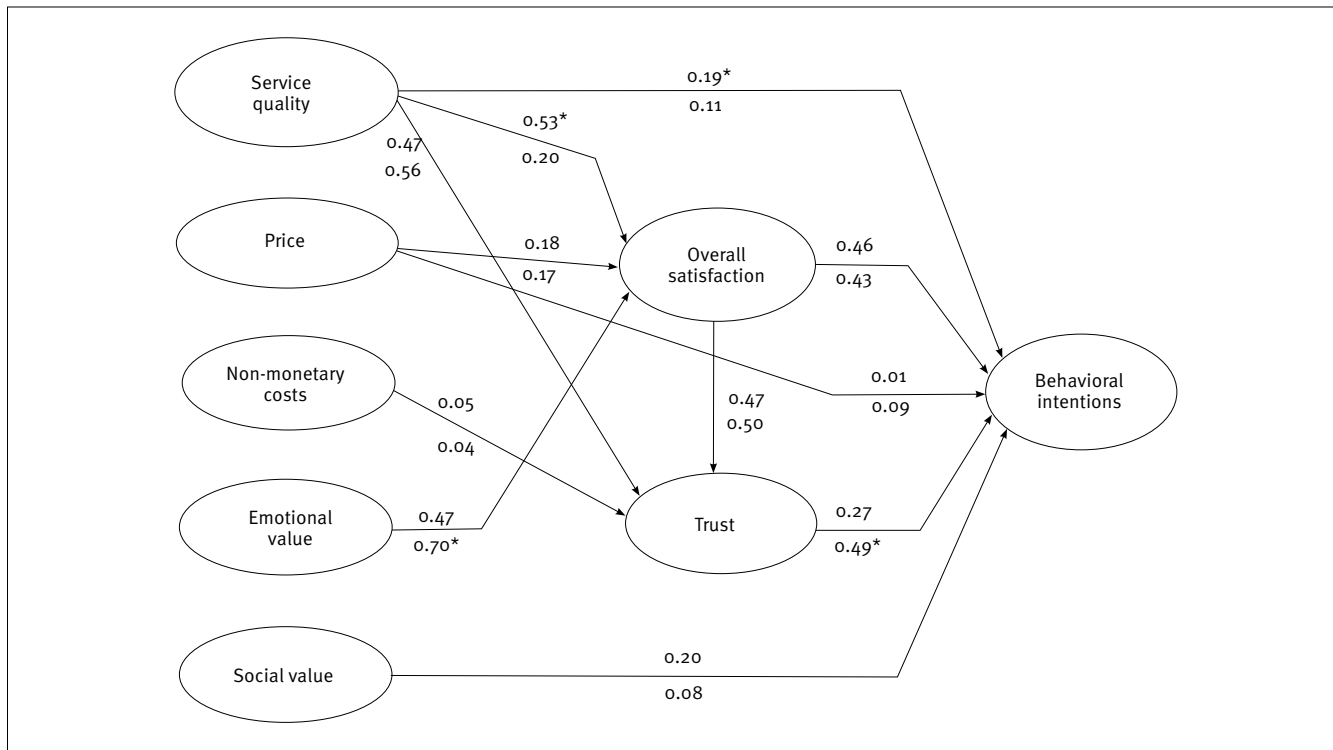 Service
quality
0.19*
0.11
0.53*
0.20
0.47
0.56
Price
0.18
0.17
Overall
satisfaction
0.46
0.43
Non-monetary
costs
0.05
0.04
0.47
0.50
0.01
0.09
Behavioral
intentions
Emotional
value
0.47
0.70*
Trust
0.27
0.49*
Social value
0.20
0.08